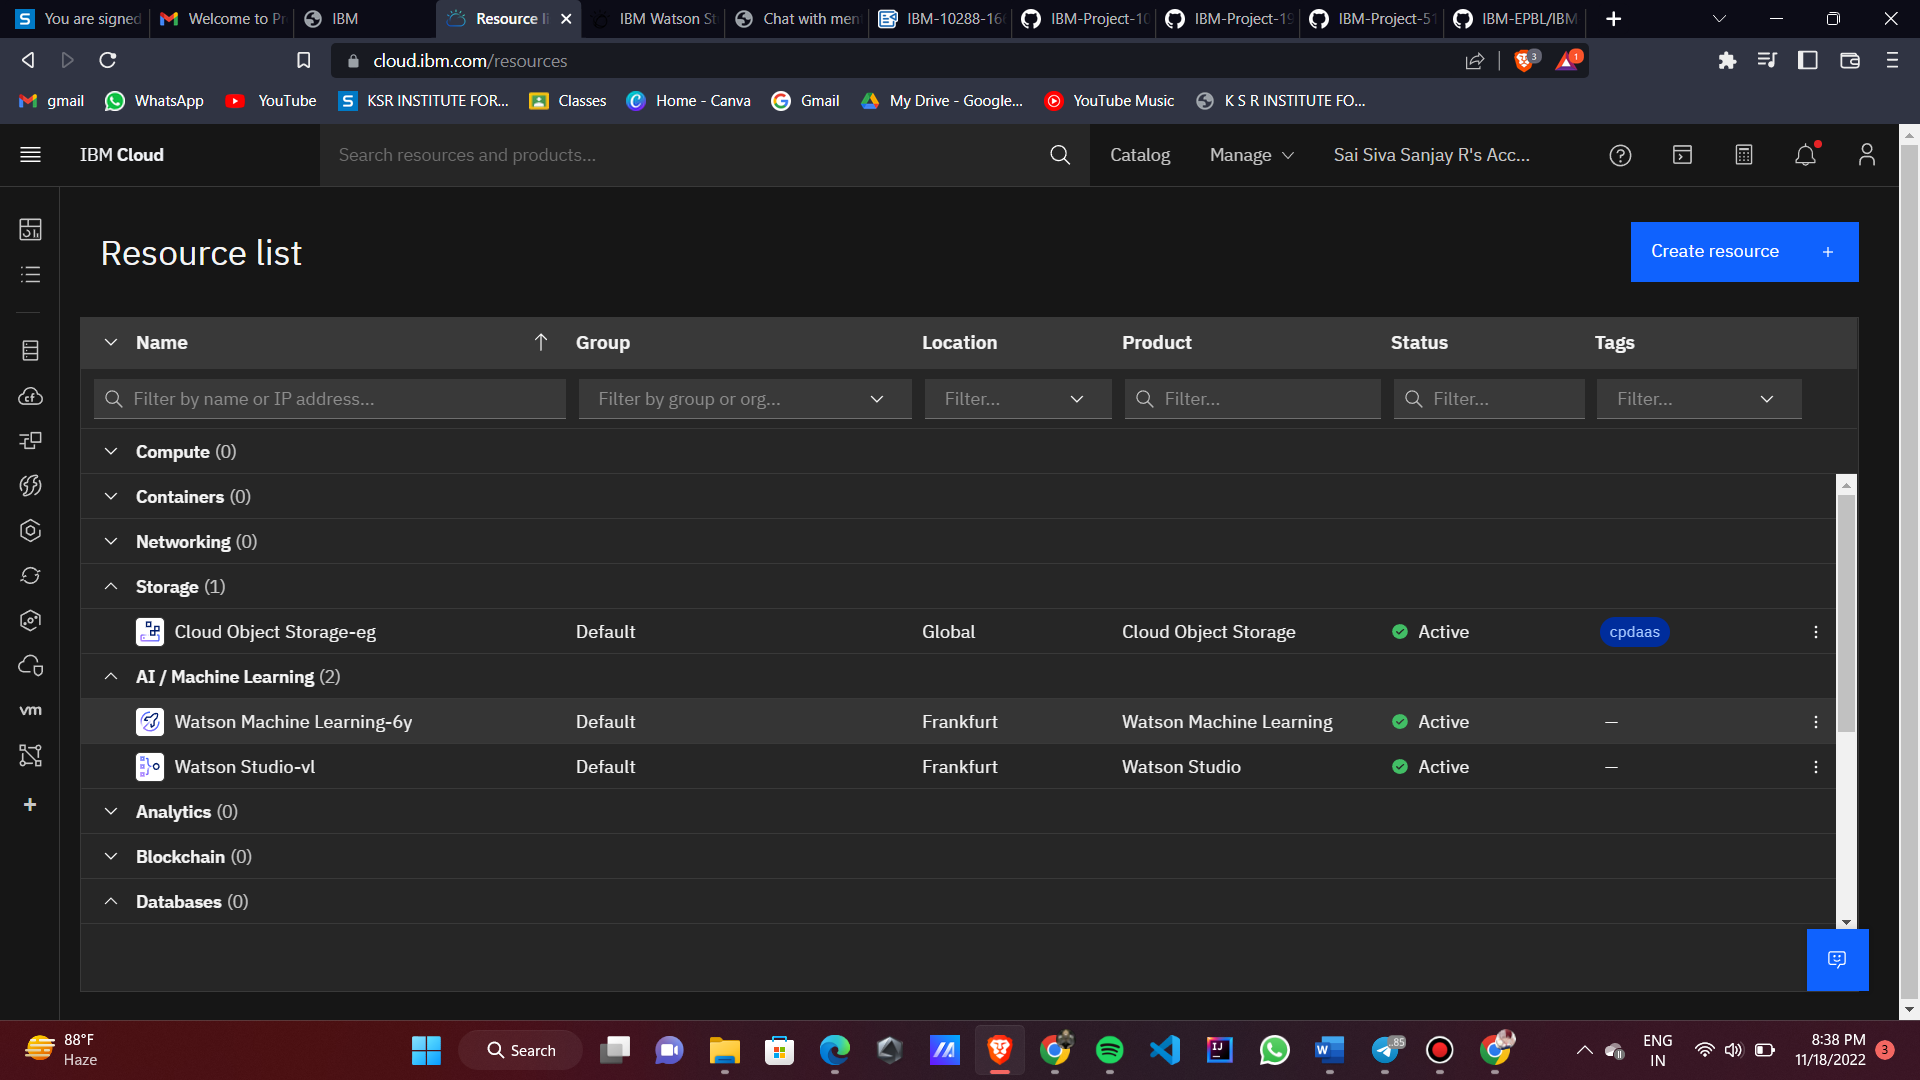 You are signed
Welcome to Pr
IBM
Resource li
IBM Watson St
Chat with men
IBM-10288-166
IBM-Project-10
IBM-Project-19
IBM-Project-51
IBM-EPBL/IBM
cloud.ibm.com/resources
3
1
gmail
WhatsApp
YouTube
KSR INSTITUTE FOR...
Classes
Home - Canva
Gmail
My Drive - Google...
YouTube Music
K S R INSTITUTE FO...
IBM Cloud
Search resources and products...
Catalog
Manage
Sai Siva Sanjay R's Acc...
Resource list
Create resource +
Name Group Location Product Status Tags
Filter by name or IP address... Filter by group or org... Filter... Filter... Filter... Filter...
Compute (0)
Containers (0)
Networking (0)
Storage (1)
Cloud Object Storage-eg Default Global Cloud Object Storage Active cpdaas
AI / Machine Learning (2)
Watson Machine Learning-6y Default Frankfurt Watson Machine Learning Active —
Watson Studio-vl Default Frankfurt Watson Studio Active —
vm
Analytics (0)
Blockchain (0)
Databases (0)
88°F
Haze
Search
85
ENG
IN
8:38 PM
11/18/2022
3